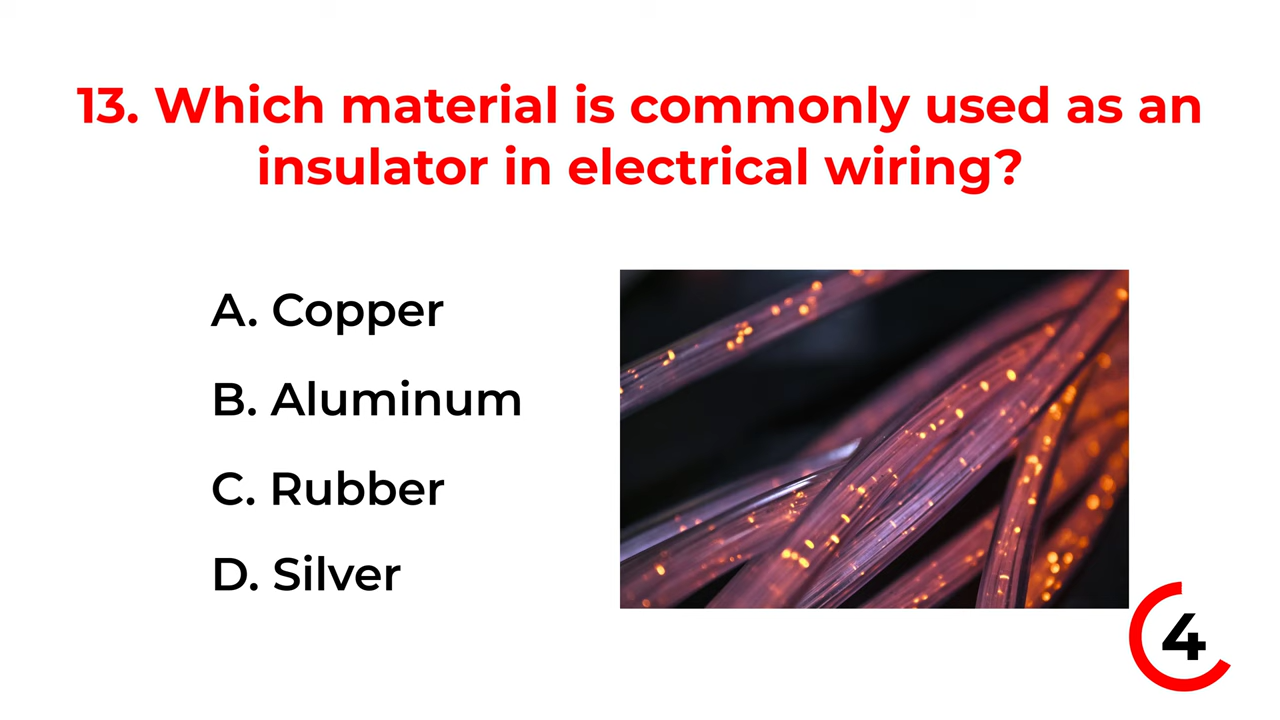 13. Which material is commonly used as an
insulator in electrical wiring?
A. Copper
B. Aluminum
C. Rubber
D. Silver
4